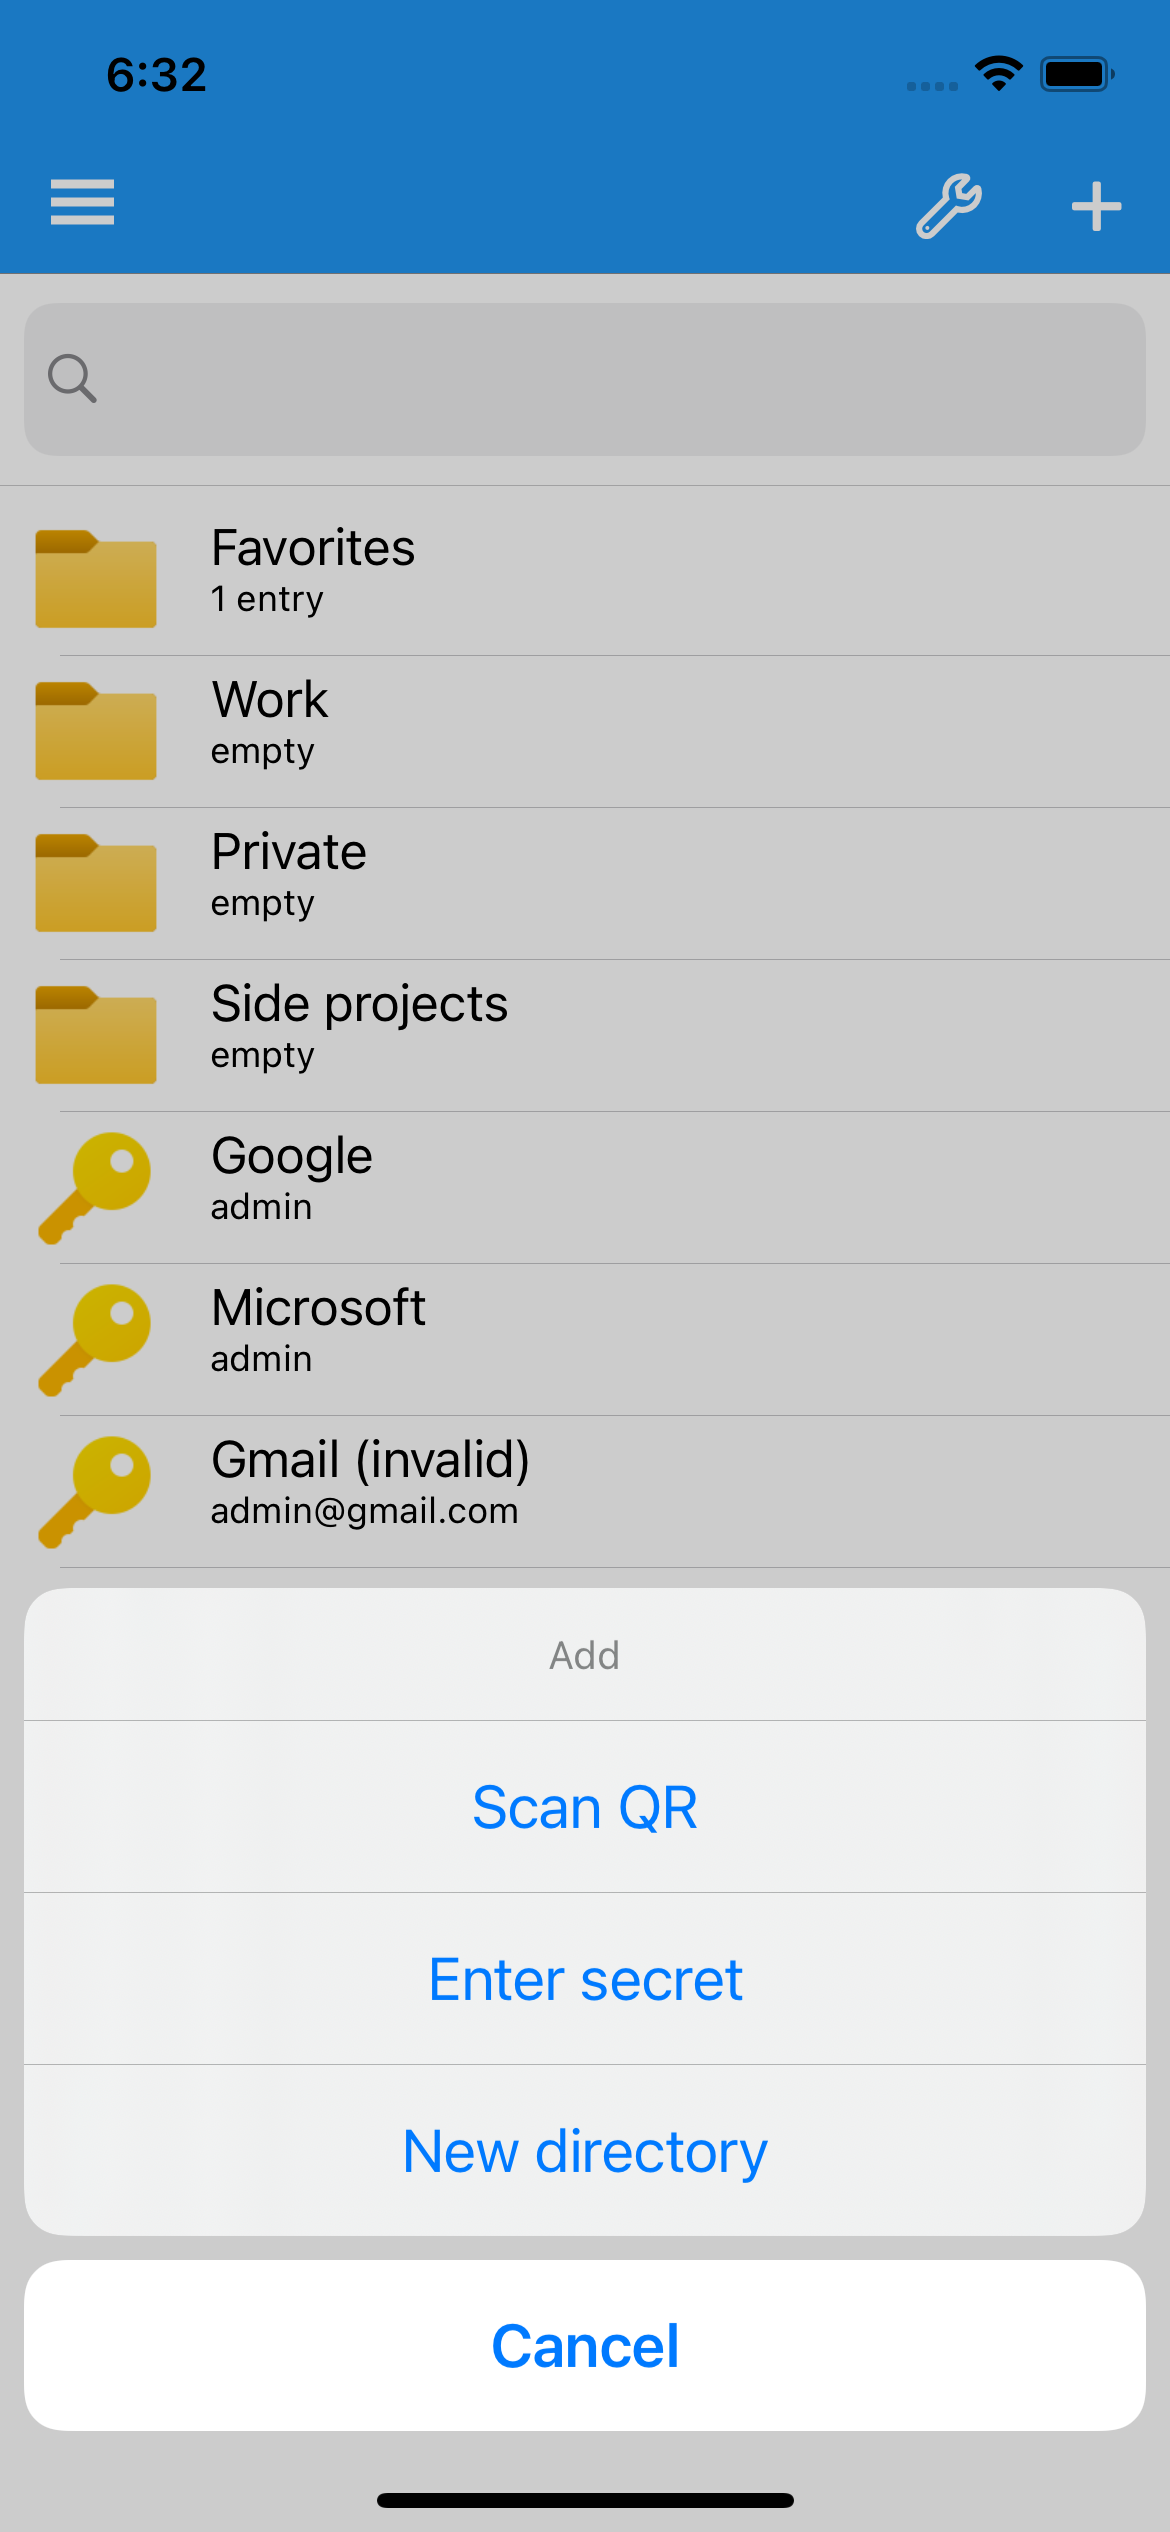 6:32
Favorites
1 entry
Work
empty
Private
empty
Side projects
empty
Google
admin
Microsoft
admin
Gmail (invalid)
admin@gmail.com
Add
Scan QR
Enter secret
New directory
Cancel